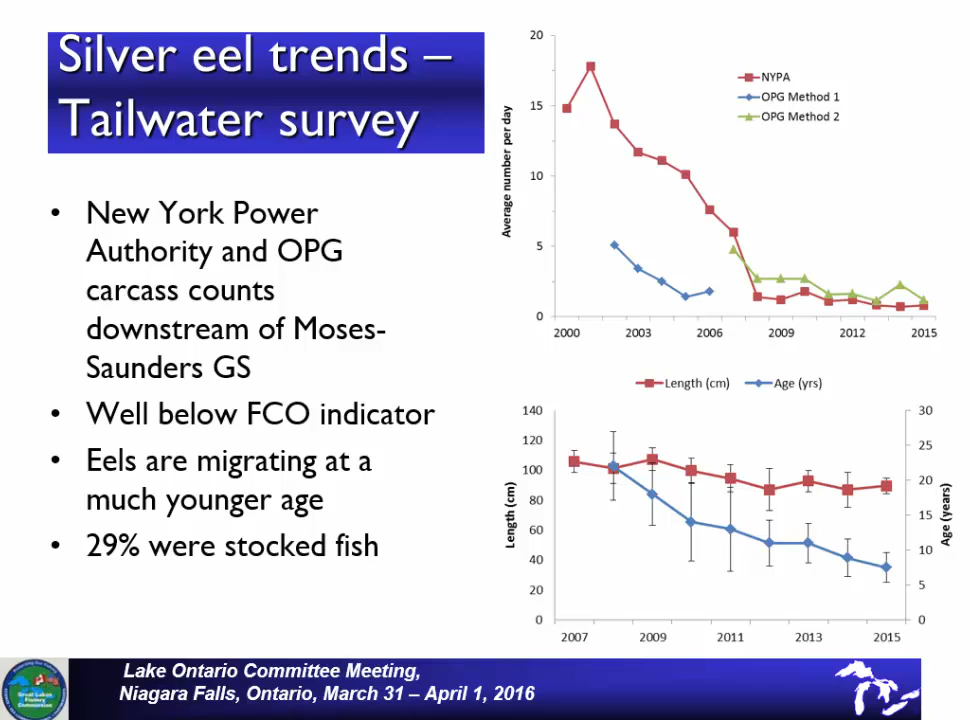 Silver eel trends –
Tailwater survey
• New York Power
Authority and OPG
carcass counts
downstream of Moses-
Saunders GS
• Well below FCO indicator
• Eels are migrating at a
much younger age
• 29% were stocked fish
20
15
10
5
0
Average number per day
NYPA
OPG Method 1
OPG Method 2
2000 2003 2006 2009 2012 2015
Length (cm) Age (yrs)
140
120
100
80
60
40
20
0
Length (cm)
30
25
20
15
10
5
0
Age (years)
2007 2009 2011 2013 2015
Great Lakes
Fishery
Commission
Lake Ontario Committee Meeting,
Niagara Falls, Ontario, March 31 – April 1, 2016